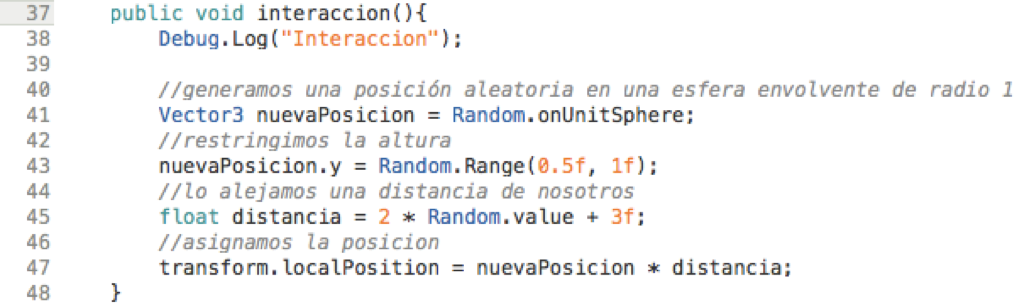 37 public void interaccion(){
38 Debug.Log("Interaccion");
39
40 //generamos una posición aleatoria en una esfera envolvente de radio 1
41 Vector3 nuevaPosicion = Random.onUnitSphere;
42 //restringimos la altura
43 nuevaPosicion.y = Random.Range(0.5f, 1f);
44 //lo alejamos una distancia de nosotros
45 float distancia = 2 * Random.value + 3f;
46 //asignamos la posicion
47 transform.localPosition = nuevaPosicion * distancia;
48 }